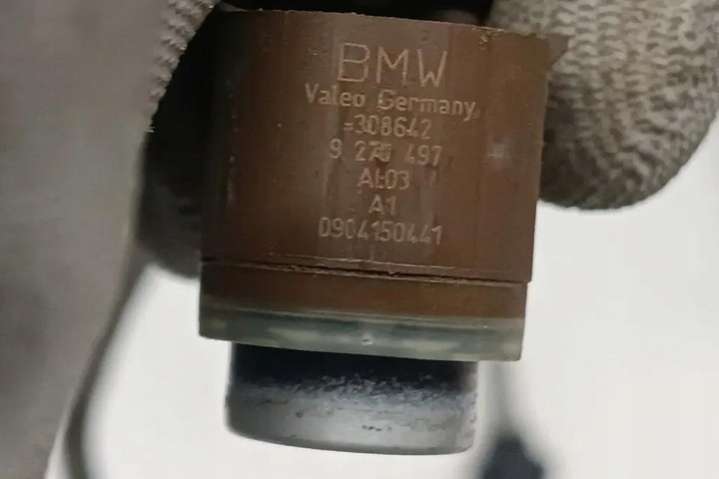 BMW
Valeo Germany
308642
9 270 497
AI:03
A1
0904150441